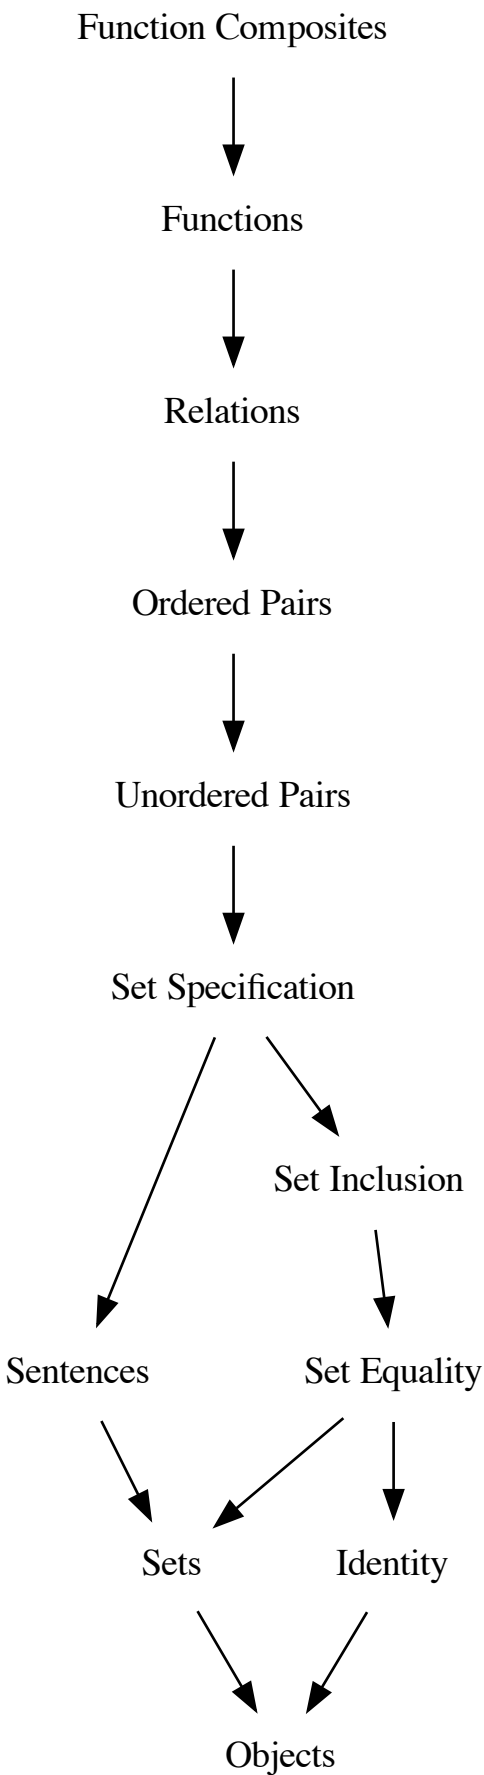 Function Composites
Functions
Relations
Ordered Pairs
Unordered Pairs
Set Specification
Set Inclusion
Sentences
Set Equality
Sets
Identity
Objects